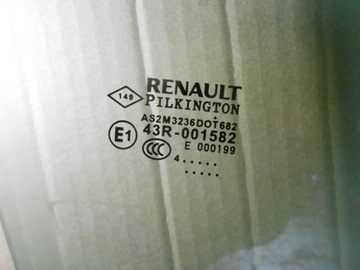 RENAULT
149 PILKINGTON
AS2M3236DOT682
E1 43R-001582
CCC E 000199
4.....
.....